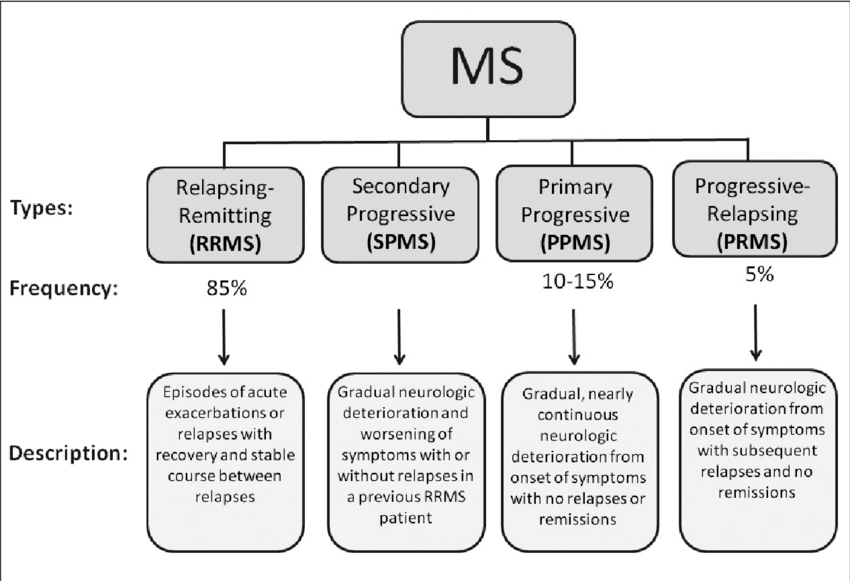 MS
Types:
Relapsing-
Remitting
(RRMS)
Secondary
Progressive
(SPMS)
Primary
Progressive
(PPMS)
Progressive-
Relapsing
(PRMS)
Frequency:
85%
10-15%
5%
Description:
Episodes of acute
exacerbations or
relapses with
recovery and stable
course between
relapses
Gradual neurologic
deterioration and
worsening of
symptoms with or
without relapses in
a previous RRMS
patient
Gradual, nearly
continuous
neurologic
deterioration from
onset of symptoms
with no relapses or
remissions
Gradual neurologic
deterioration from
onset of symptoms
with subsequent
relapses and no
remissions